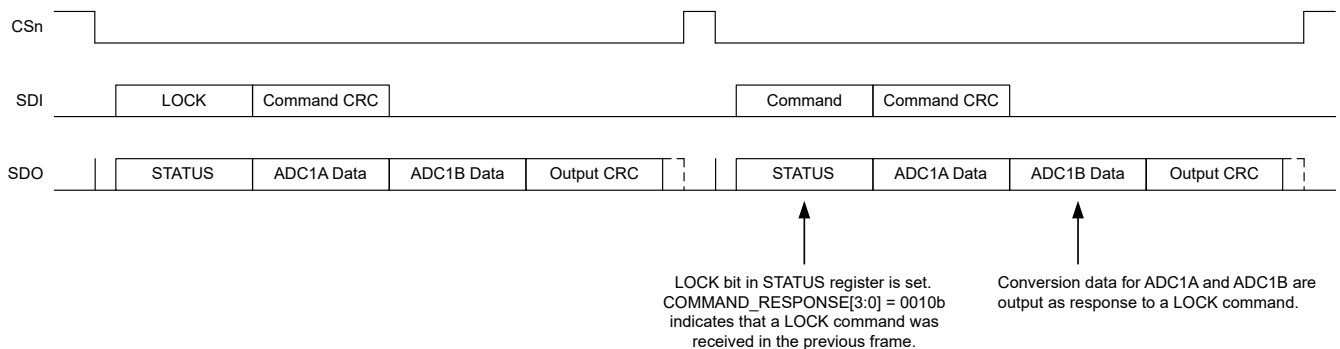 CSn
SDI
LOCK
Command CRC
Command
Command CRC
SDO
STATUS
ADC1A Data
ADC1B Data
Output CRC
STATUS
ADC1A Data
ADC1B Data
Output CRC
LOCK bit in STATUS register is set.
COMMAND_RESPONSE[3:0] = 0010b
indicates that a LOCK command was
received in the previous frame.
Conversion data for ADC1A and ADC1B are
output as response to a LOCK command.